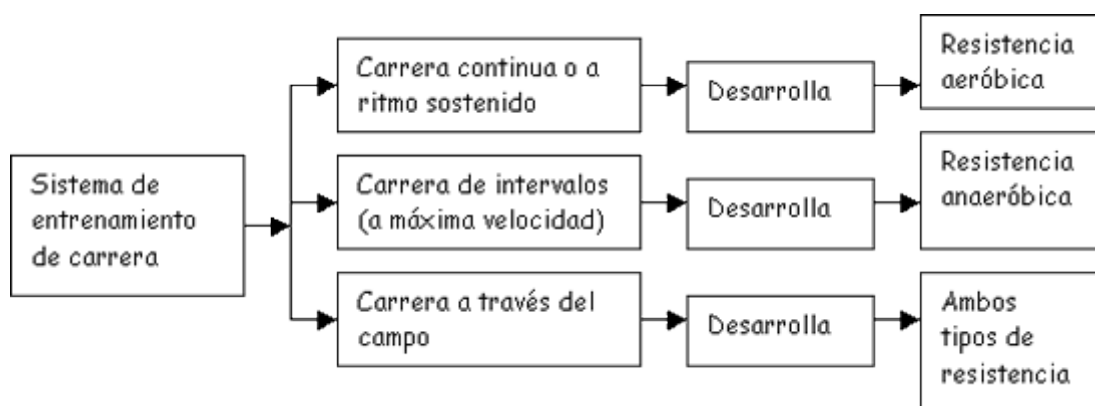 Sistema de
entrenamiento
de carrera
Carrera continua o a
ritmo sostenido
Desarrolla
Resistencia
aeróbica
Carrera de intervalos
(a máxima velocidad)
Desarrolla
Resistencia
anaeróbica
Carrera a través del
campo
Desarrolla
Ambos
tipos de
resistencia